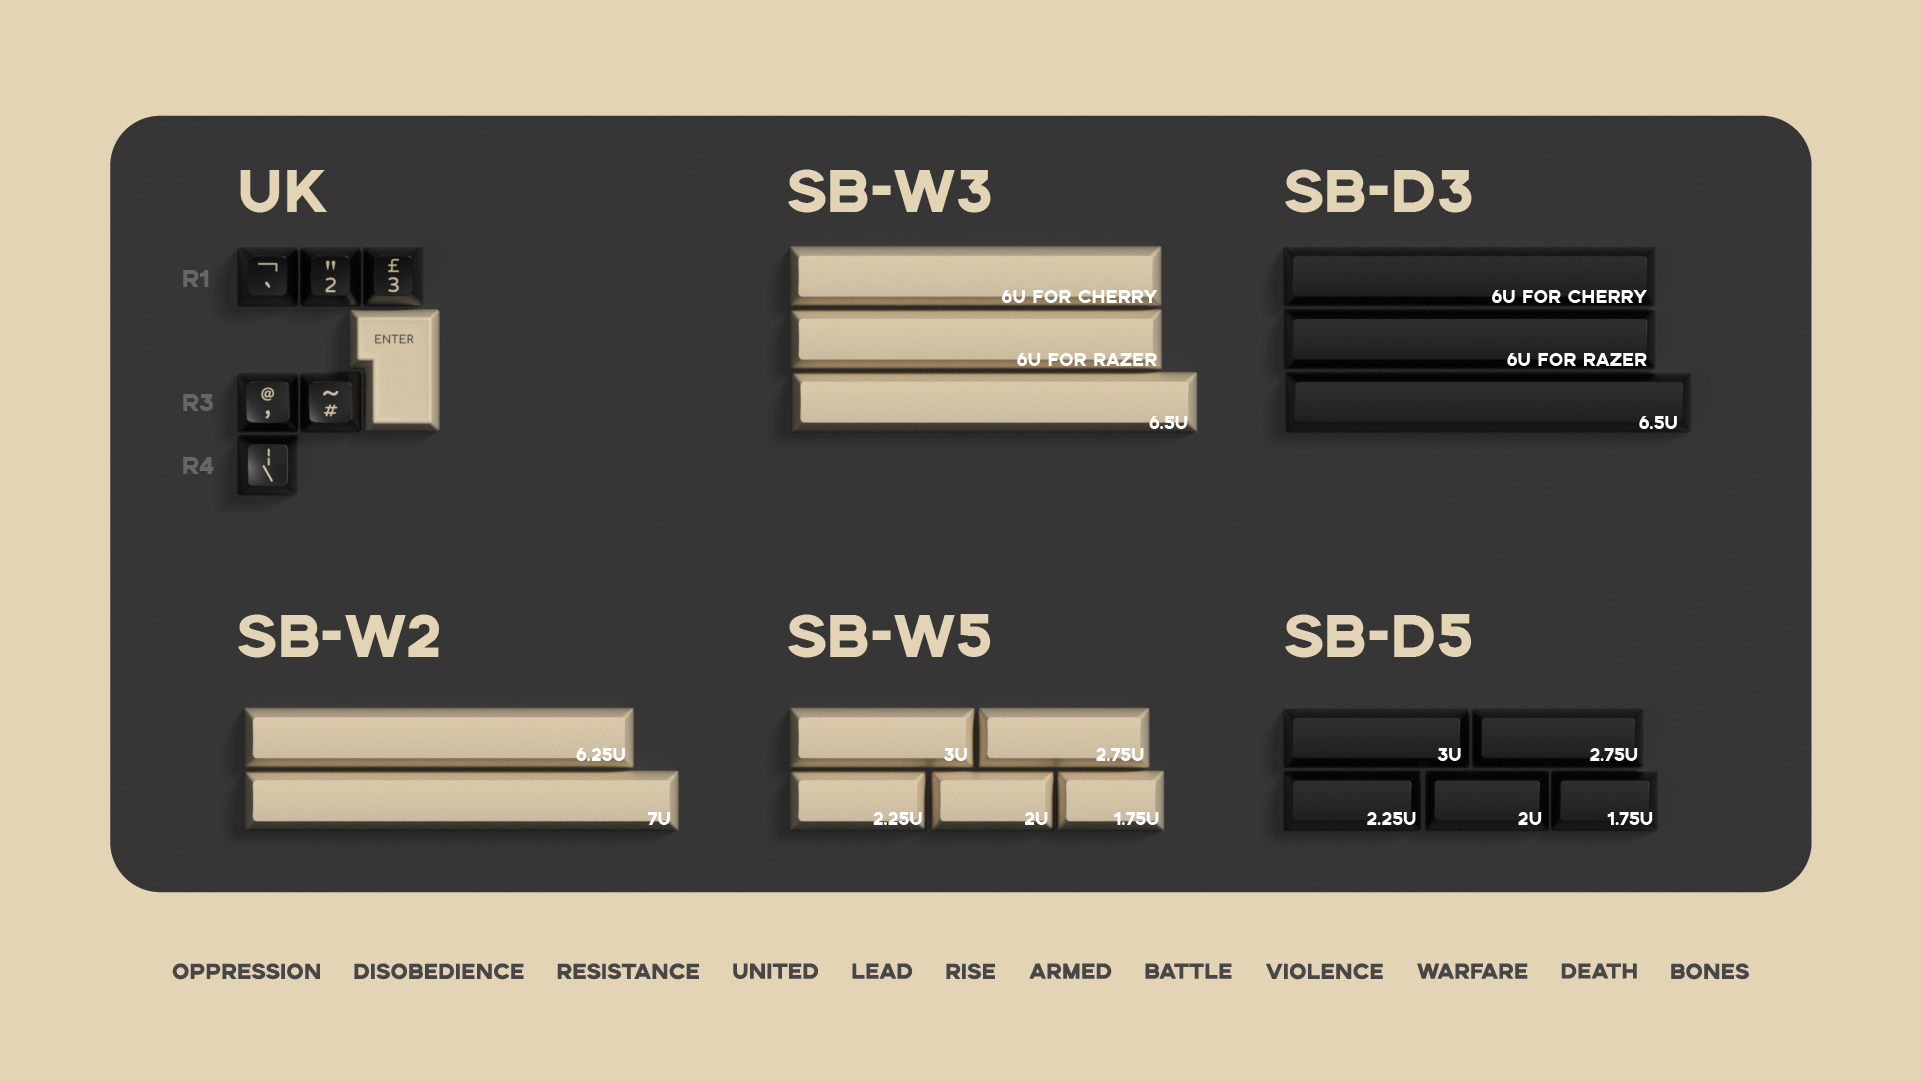 UK
R1
¬
`
"
2
£
3
ENTER
R3
@
'
~
#
R4
¦
\
SB-W3
6U FOR CHERRY
6U FOR RAZER
6.5U
SB-D3
6U FOR CHERRY
6U FOR RAZER
6.5U
SB-W2
6.25U
7U
SB-W5
3U
2.75U
2.25U
2U
1.75U
SB-D5
3U
2.75U
2.25U
2U
1.75U
OPPRESSION DISOBEDIENCE RESISTANCE UNITED LEAD RISE ARMED BATTLE VIOLENCE WARFARE DEATH BONES